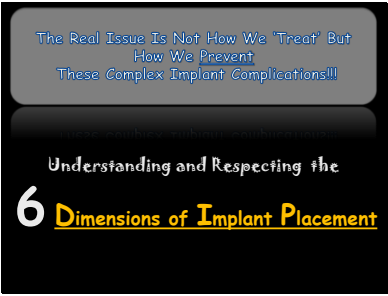 The Real Issue Is Not How We 'Treat' But
How We Prevent
These Complex Implant Complications!!!
Understanding and Respecting the
6 Dimensions of Implant Placement